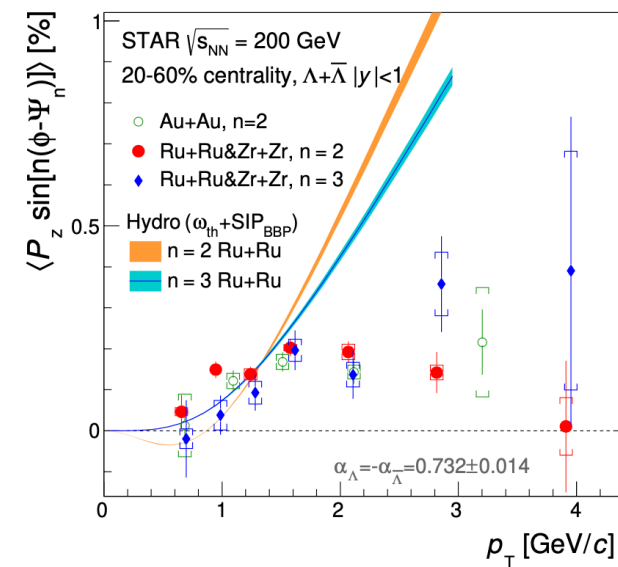 ⟨P_z sin[n(ϕ-Ψ_n)]⟩ [%]
1
0.5
0
STAR √s_NN = 200 GeV
20-60% centrality, Λ+Λ̅ |y|<1
Au+Au, n=2
Ru+Ru&Zr+Zr, n = 2
Ru+Ru&Zr+Zr, n = 3
Hydro (ω_th+SIP_BBP)
n = 2 Ru+Ru
n = 3 Ru+Ru
α_Λ=-α_Λ̅=0.732±0.014
0 1 2 3 4
p_T [GeV/c]